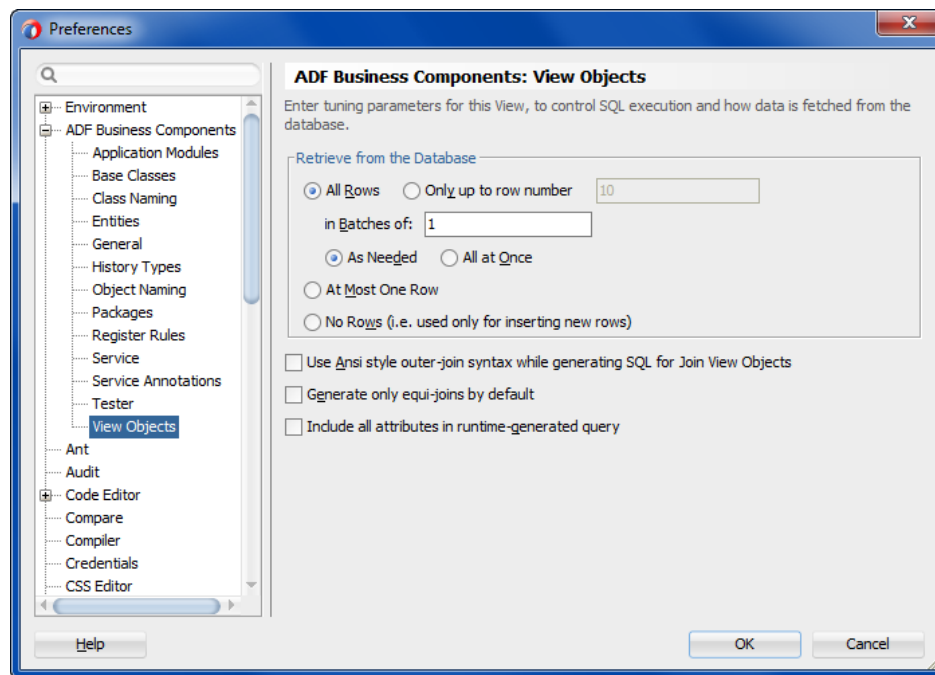 Preferences
Environment
ADF Business Components
Application Modules
Base Classes
Class Naming
Entities
General
History Types
Object Naming
Packages
Register Rules
Service
Service Annotations
Tester
View Objects
Ant
Audit
Code Editor
Compare
Compiler
Credentials
CSS Editor
ADF Business Components: View Objects
Enter tuning parameters for this View, to control SQL execution and how data is fetched from the
database.
Retrieve from the Database
All Rows Only up to row number 10
in Batches of: 1
As Needed All at Once
At Most One Row
No Rows (i.e. used only for inserting new rows)
Use Ansi style outer-join syntax while generating SQL for Join View Objects
Generate only equi-joins by default
Include all attributes in runtime-generated query
Help OK Cancel